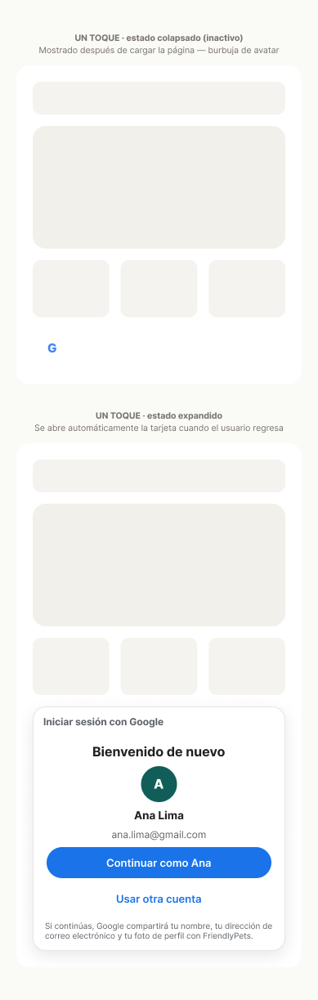 UN TOQUE · estado colapsado (inactivo)
Mostrado después de cargar la página — burbuja de avatar
G
UN TOQUE · estado expandido
Se abre automáticamente la tarjeta cuando el usuario regresa
Iniciar sesión con Google
Bienvenido de nuevo
A
Ana Lima
ana.lima@gmail.com
Continuar como Ana
Usar otra cuenta
Si continúas, Google compartirá tu nombre, tu dirección de
correo electrónico y tu foto de perfil con FriendlyPets.